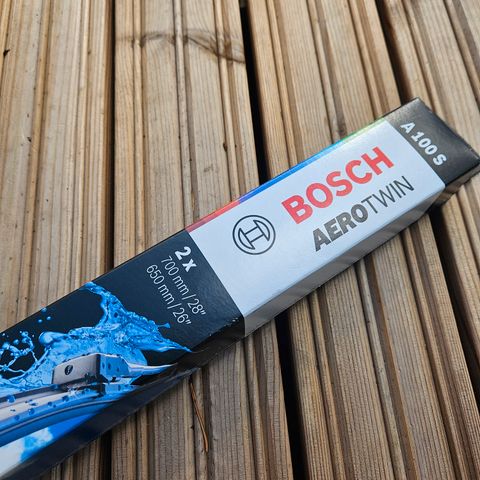 A 100 S
BOSCH
AEROTWIN
2 x
700 mm / 28"
650 mm / 26"